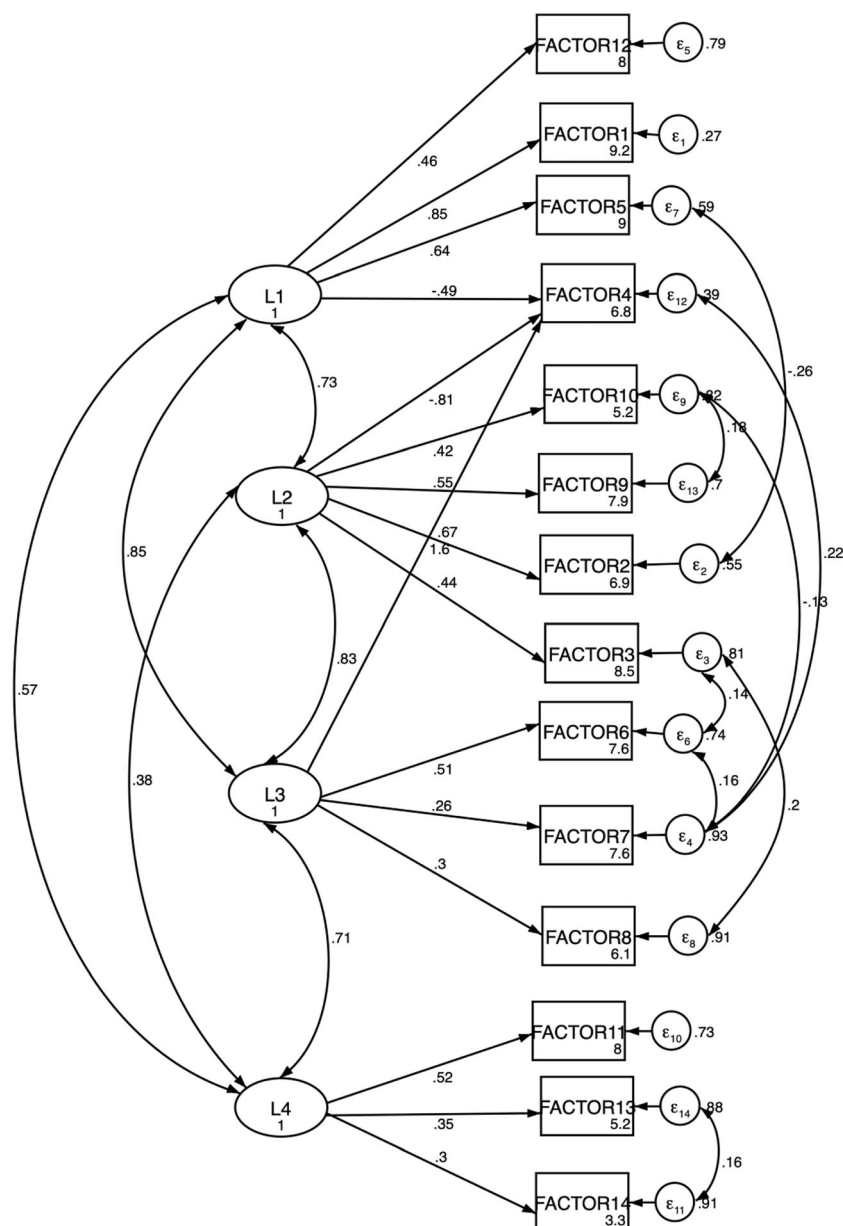 FACTOR12
8
ε5
.79
FACTOR1
9.2
ε1
.27
.46
FACTOR5
9
ε7
.59
.85
.64
L1
1
-.49
FACTOR4
6.8
ε12
.39
.73
-.81
-.26
FACTOR10
5.2
ε9
.82
.18
.42
L2
1
.55
FACTOR9
7.9
ε13
.7
.67
1.6
.85
.44
FACTOR2
6.9
ε2
.55
.22
-.13
.83
FACTOR3
8.5
ε3
.81
.14
.57
FACTOR6
7.6
ε6
.74
.38
.51
.16
L3
1
.26
.2
FACTOR7
7.6
ε4
.93
.3
.71
FACTOR8
6.1
ε8
.91
FACTOR11
8
ε10
.73
.52
L4
1
FACTOR13
5.2
ε14
.88
.35
.3
.16
FACTOR14
3.3
ε11
.91